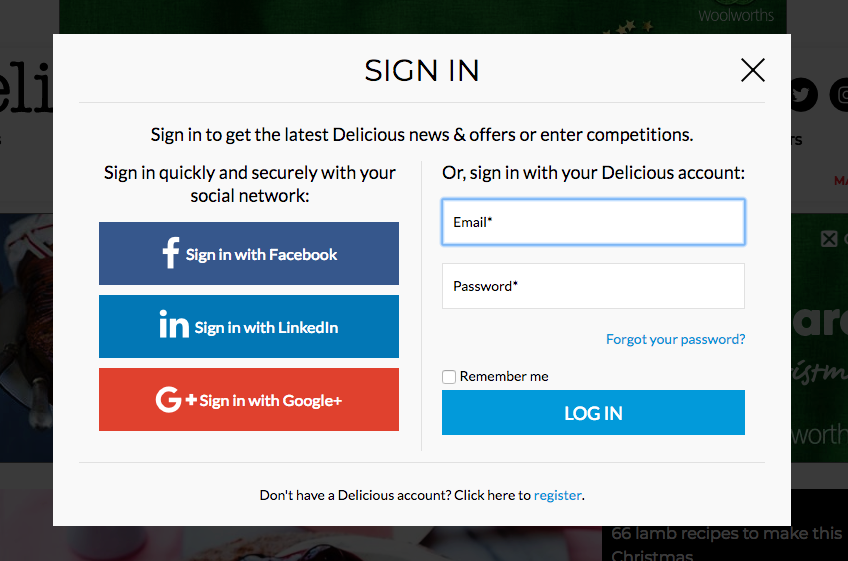 WOOLWORTHS
SIGN IN
Sign in to get the latest Delicious news & offers or enter competitions.
Sign in quickly and securely with your
social network:
Sign in with Facebook
in Sign in with LinkedIn
G+ Sign in with Google+
Or, sign in with your Delicious account:
Email*
Password*
Forgot your password?
Remember me
LOG IN
Don't have a Delicious account? Click here to register.
66 lamb recipes to make this
Christmas